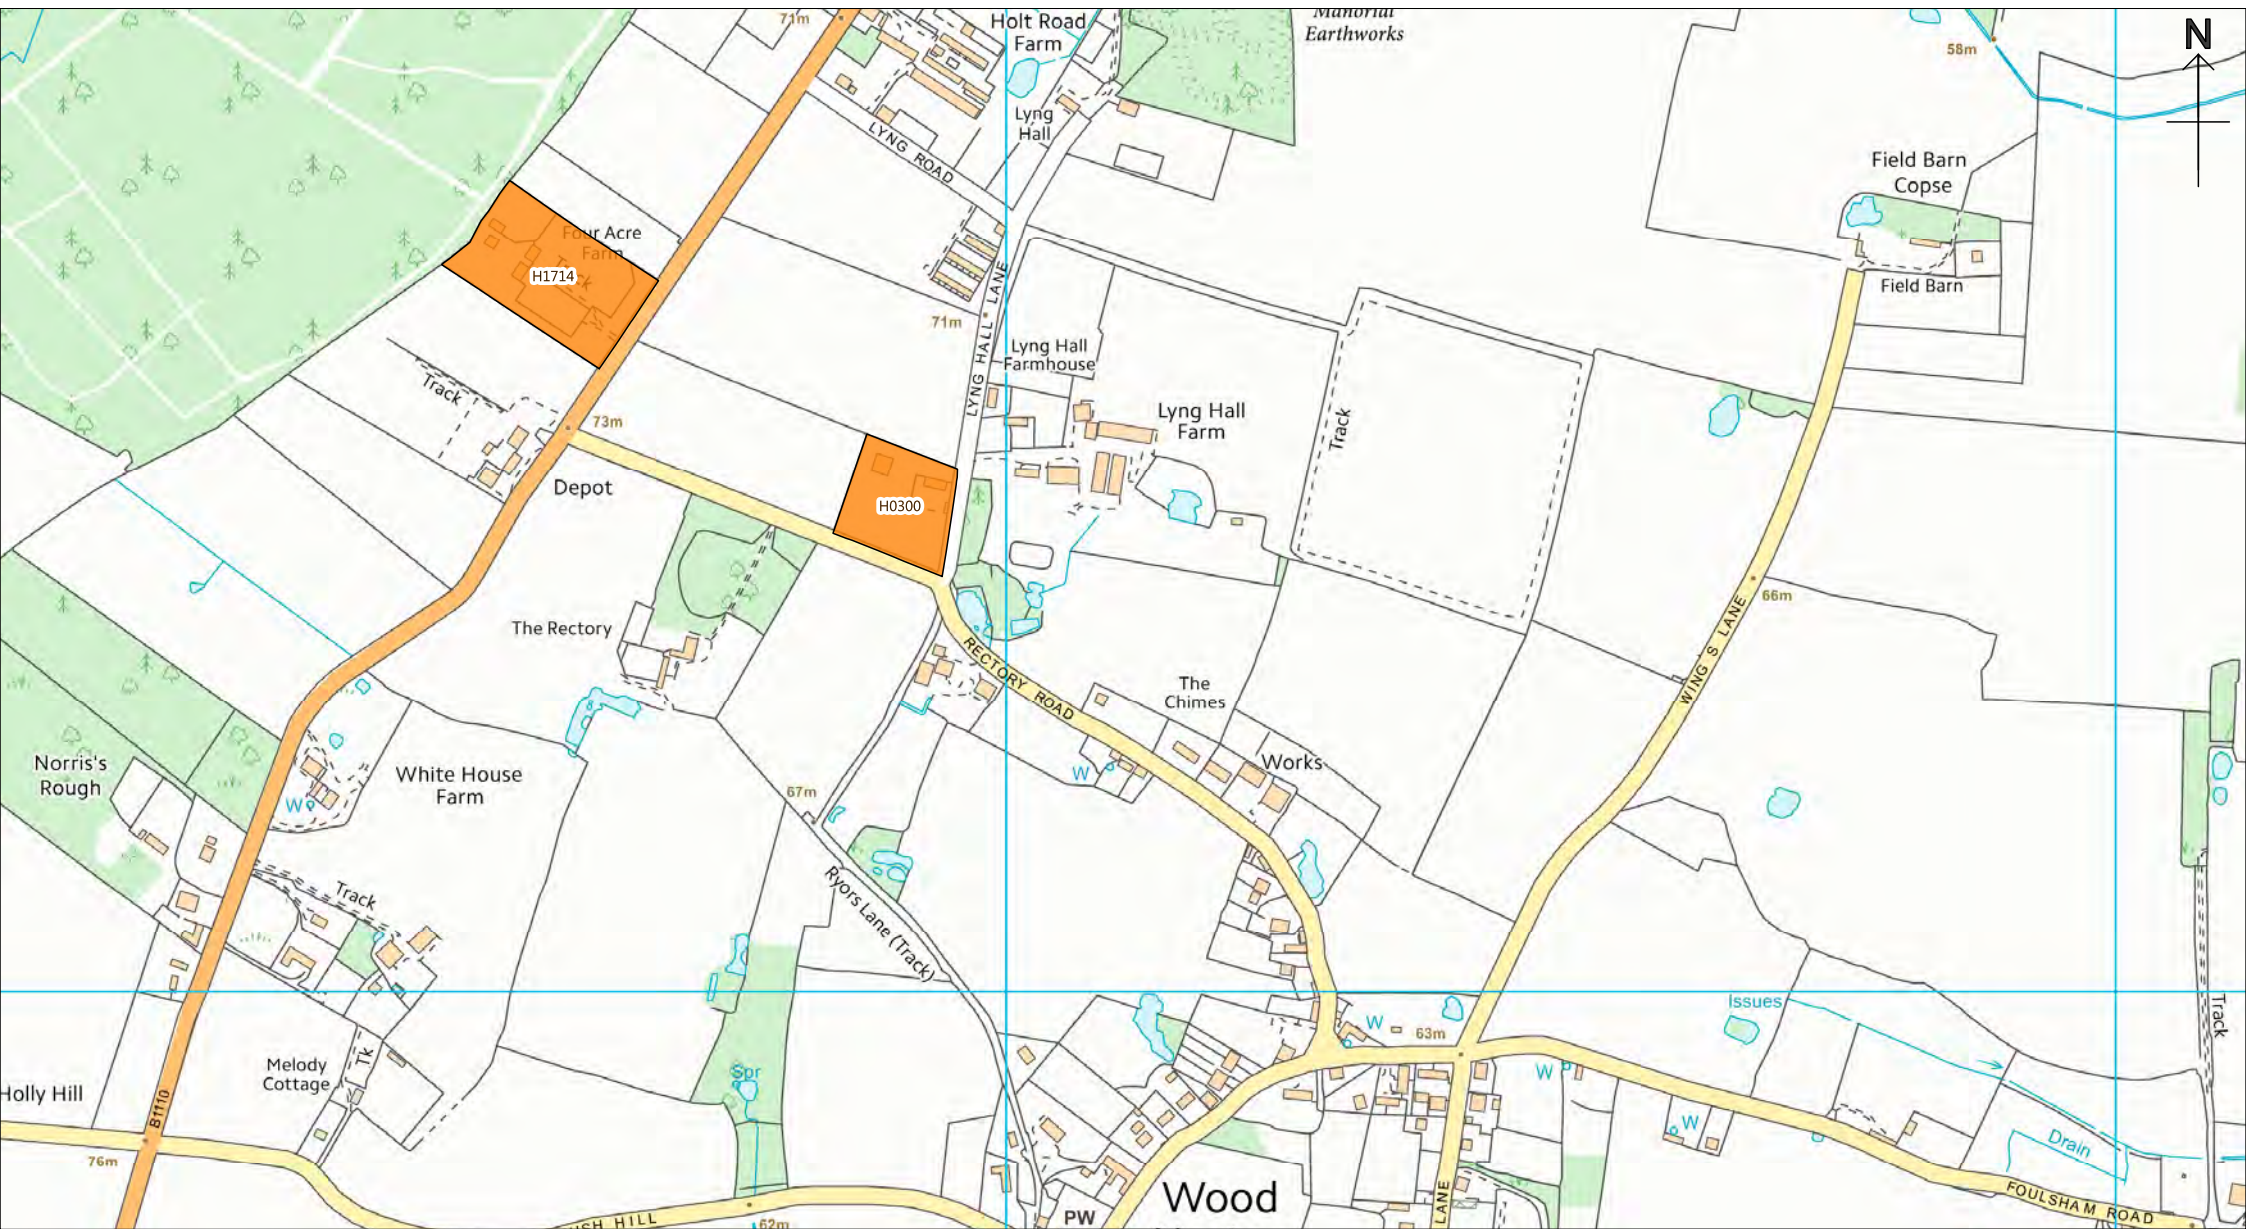 71m
Holt Road
Farm
Manorial
Earthworks
N
58m
Lyng
Hall
LYNG ROAD
Field Barn
Copse
Four Acre
Farm
Track
H1714
Field Barn
71m
LYNG HALL LANE
Lyng Hall
Farmhouse
Track
Lyng Hall
Farm
Track
73m
Depot
H0300
66m
The Rectory
WING'S LANE
RECTORY ROAD
The
Chimes
Norris's
Rough
White House
Farm
W
W
Works
67m
Track
Ryors Lane (Track)
Issues
W
63m
Track
Melody
Cottage
Tk
Spr
W
Holly Hill
B1110
W
Drain
76m
Wood
FOULSHAM ROAD
PW
LANE
USH HILL
62m